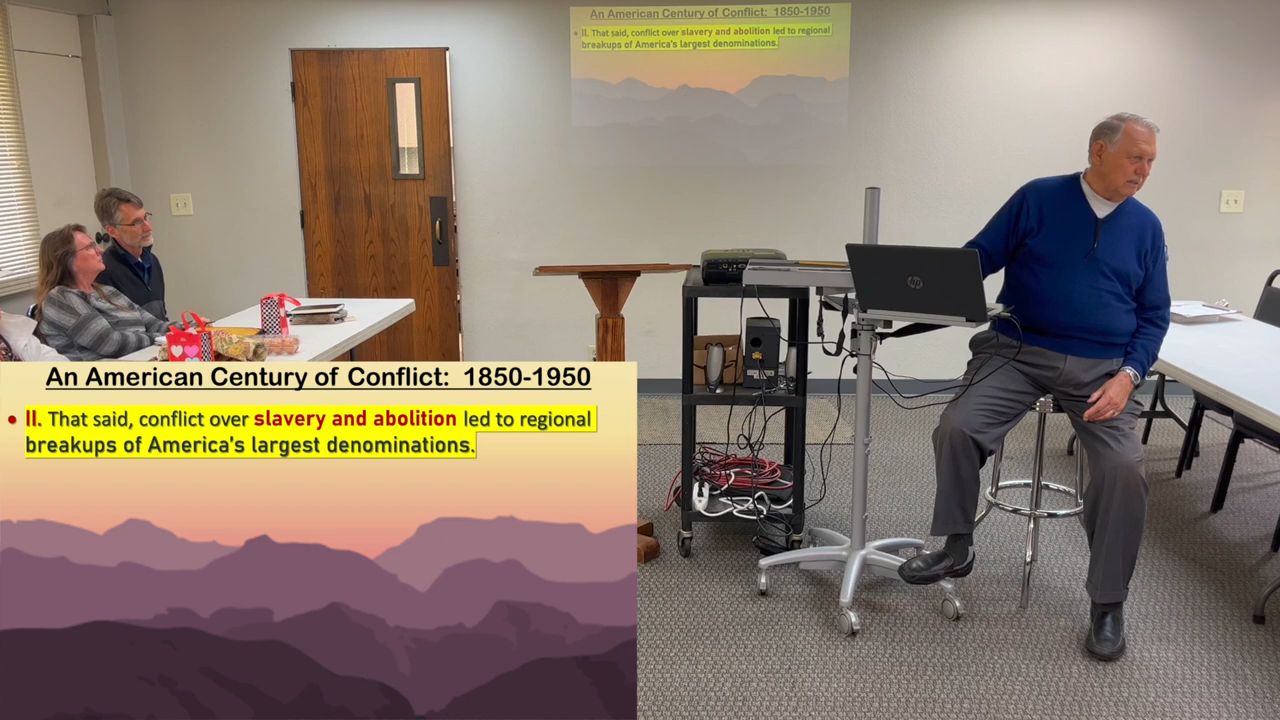 An American Century of Conflict: 1850-1950
• II. That said, conflict over slavery and abolition led to regional
breakups of America's largest denominations.
hp
An American Century of Conflict: 1850-1950
• II. That said, conflict over slavery and abolition led to regional
breakups of America's largest denominations.